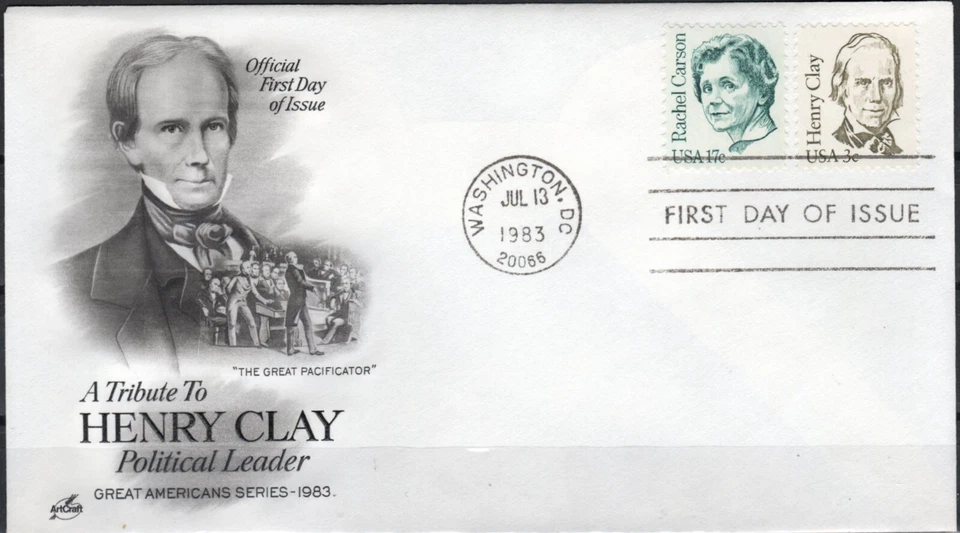 Official
First Day
of Issue
"THE GREAT PACIFICATOR"
A Tribute To
HENRY CLAY
Political Leader
GREAT AMERICANS SERIES-1983
ArtCraft
WASHINGTON, DC
JUL 13
1983
20066
Rachel Carson
USA 17c
Henry Clay
USA 3c
FIRST DAY OF ISSUE